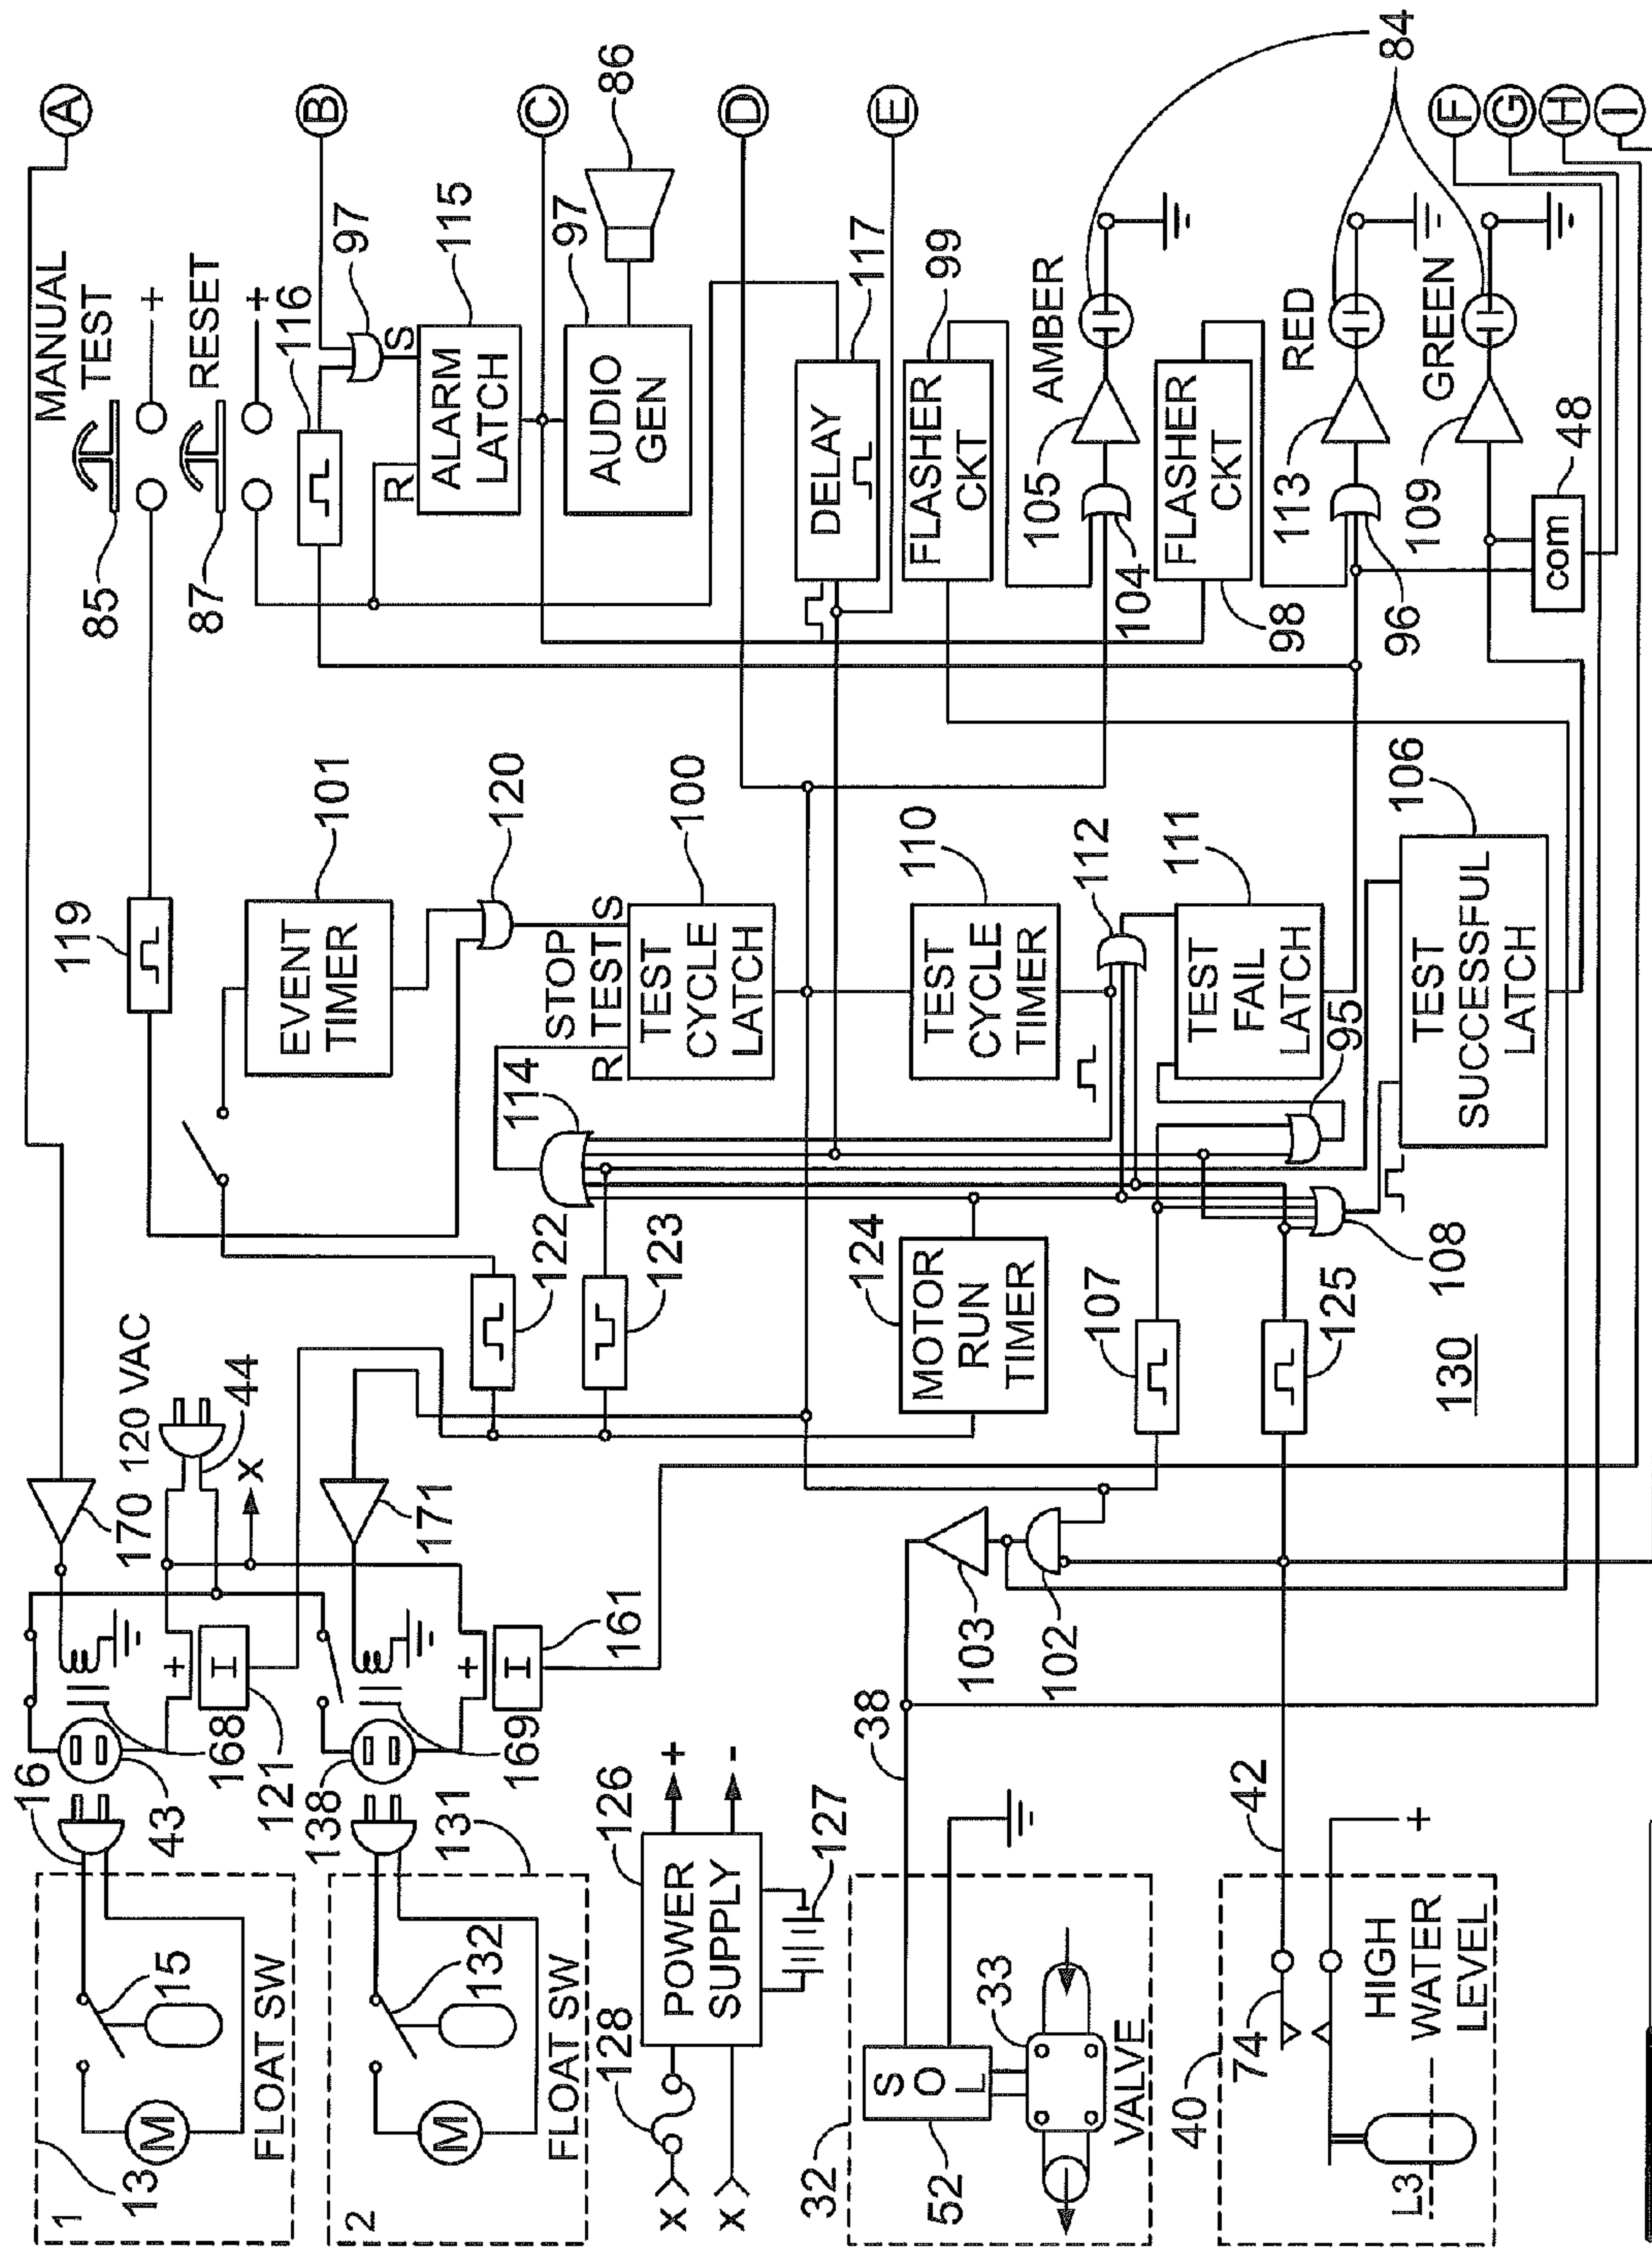 MANUAL
TEST
85
+
RESET
87
+
A
B
C
D
E
F
G
H
I
119
116
97
S
R
ALARM
LATCH
115
AUDIO
GEN
97
86
DELAY
117
FLASHER
CKT
99
AMBER
105
104
FLASHER
CKT
98
RED
113
96
GREEN
109
84
com
48
EVENT
TIMER
101
120
STOP
TEST
R
S
TEST
CYCLE
LATCH
100
114
TEST
CYCLE
TIMER
110
112
TEST
FAIL
LATCH
111
95
TEST
SUCCESSFUL
LATCH
106
108
122
123
MOTOR
RUN
TIMER
124
107
125
130
120 VAC
44
X
170
171
168
43
121
+
I
16
138
169
161
+
I
131
103
102
38
42
1
13
M
15
FLOAT SW
2
M
132
FLOAT SW
128
X
X
POWER
SUPPLY
126
+
-
127
32
SOL
52
33
VALVE
40
74
HIGH
WATER
LEVEL
L3
+